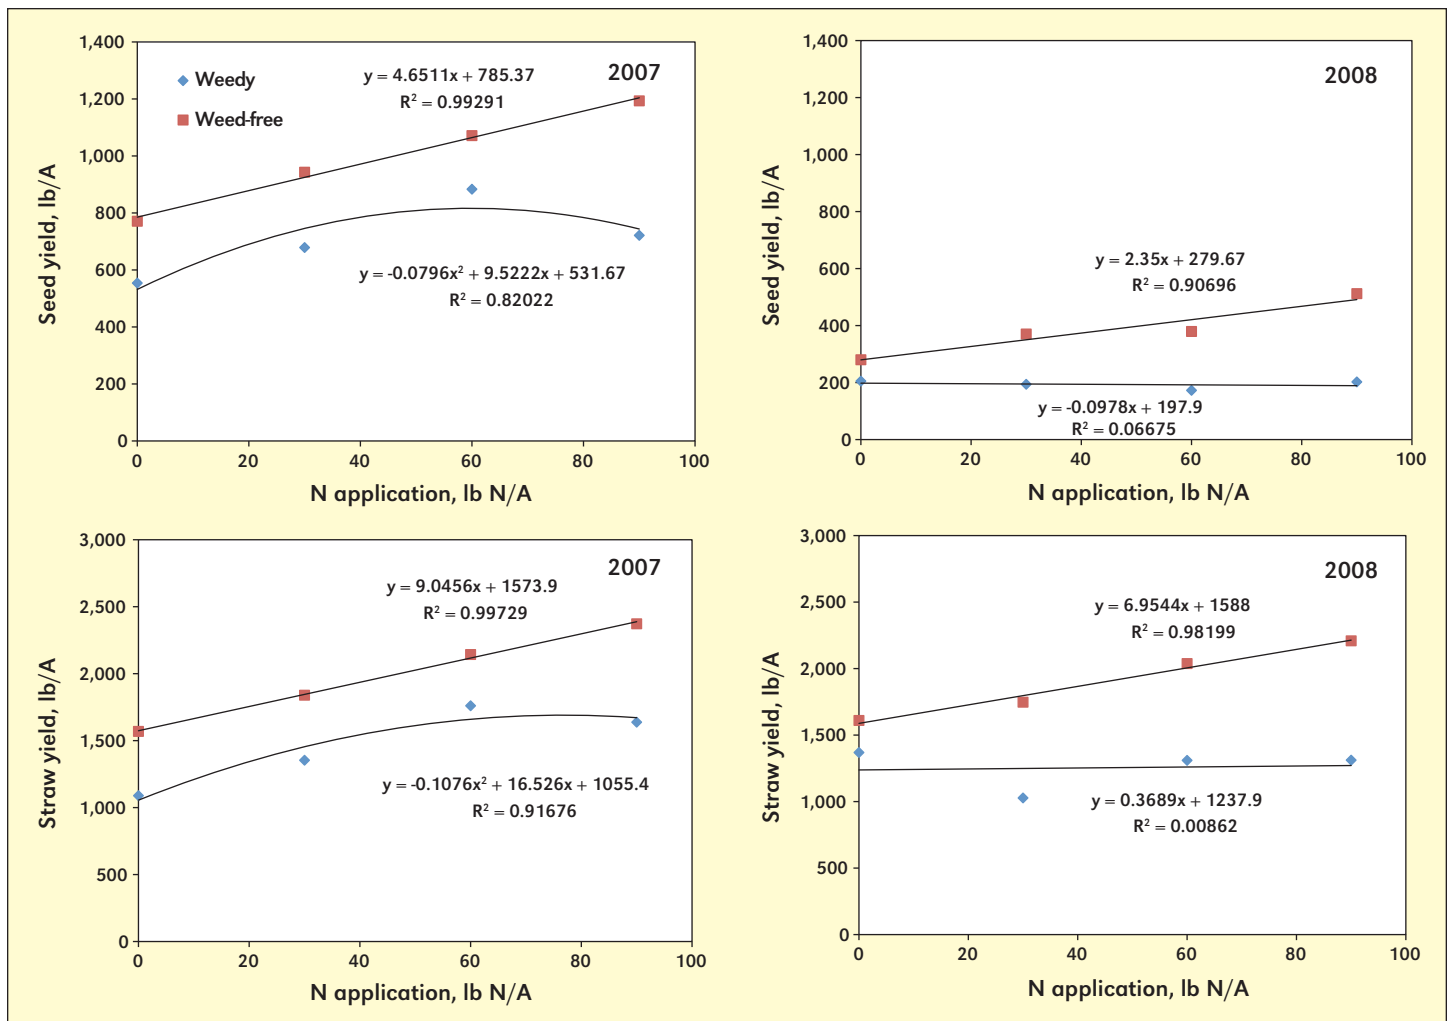 1,400
1,200
1,000
800
600
400
200
0
Seed yield, lb/A
Weedy
Weed-free
y = 4.6511x + 785.37
R² = 0.99291
2007
y = -0.0796x² + 9.5222x + 531.67
R² = 0.82022
0 20 40 60 80 100
N application, lb N/A
1,400
1,200
1,000
800
600
400
200
0
Seed yield, lb/A
2008
y = 2.35x + 279.67
R² = 0.90696
y = -0.0978x + 197.9
R² = 0.06675
0 20 40 60 80 100
N application, lb N/A
3,000
2,500
2,000
1,500
1,000
500
0
Straw yield, lb/A
2007
y = 9.0456x + 1573.9
R² = 0.99729
y = -0.1076x² + 16.526x + 1055.4
R² = 0.91676
0 20 40 60 80 100
N application, lb N/A
3,000
2,500
2,000
1,500
1,000
500
0
Straw yield, lb/A
2008
y = 6.9544x + 1588
R² = 0.98199
y = 0.3689x + 1237.9
R² = 0.00862
0 20 40 60 80 100
N application, lb N/A